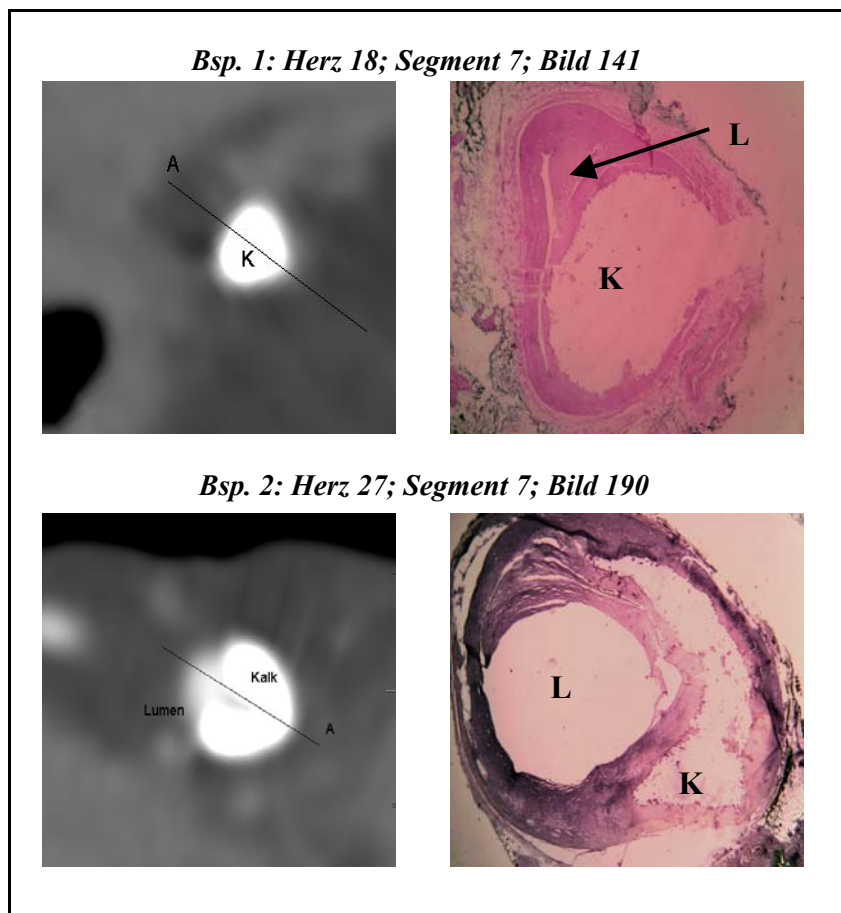 Bsp. 1: Herz 18; Segment 7; Bild 141
A
K
L
K
Bsp. 2: Herz 27; Segment 7; Bild 190
Kalk
Lumen
A
L
K